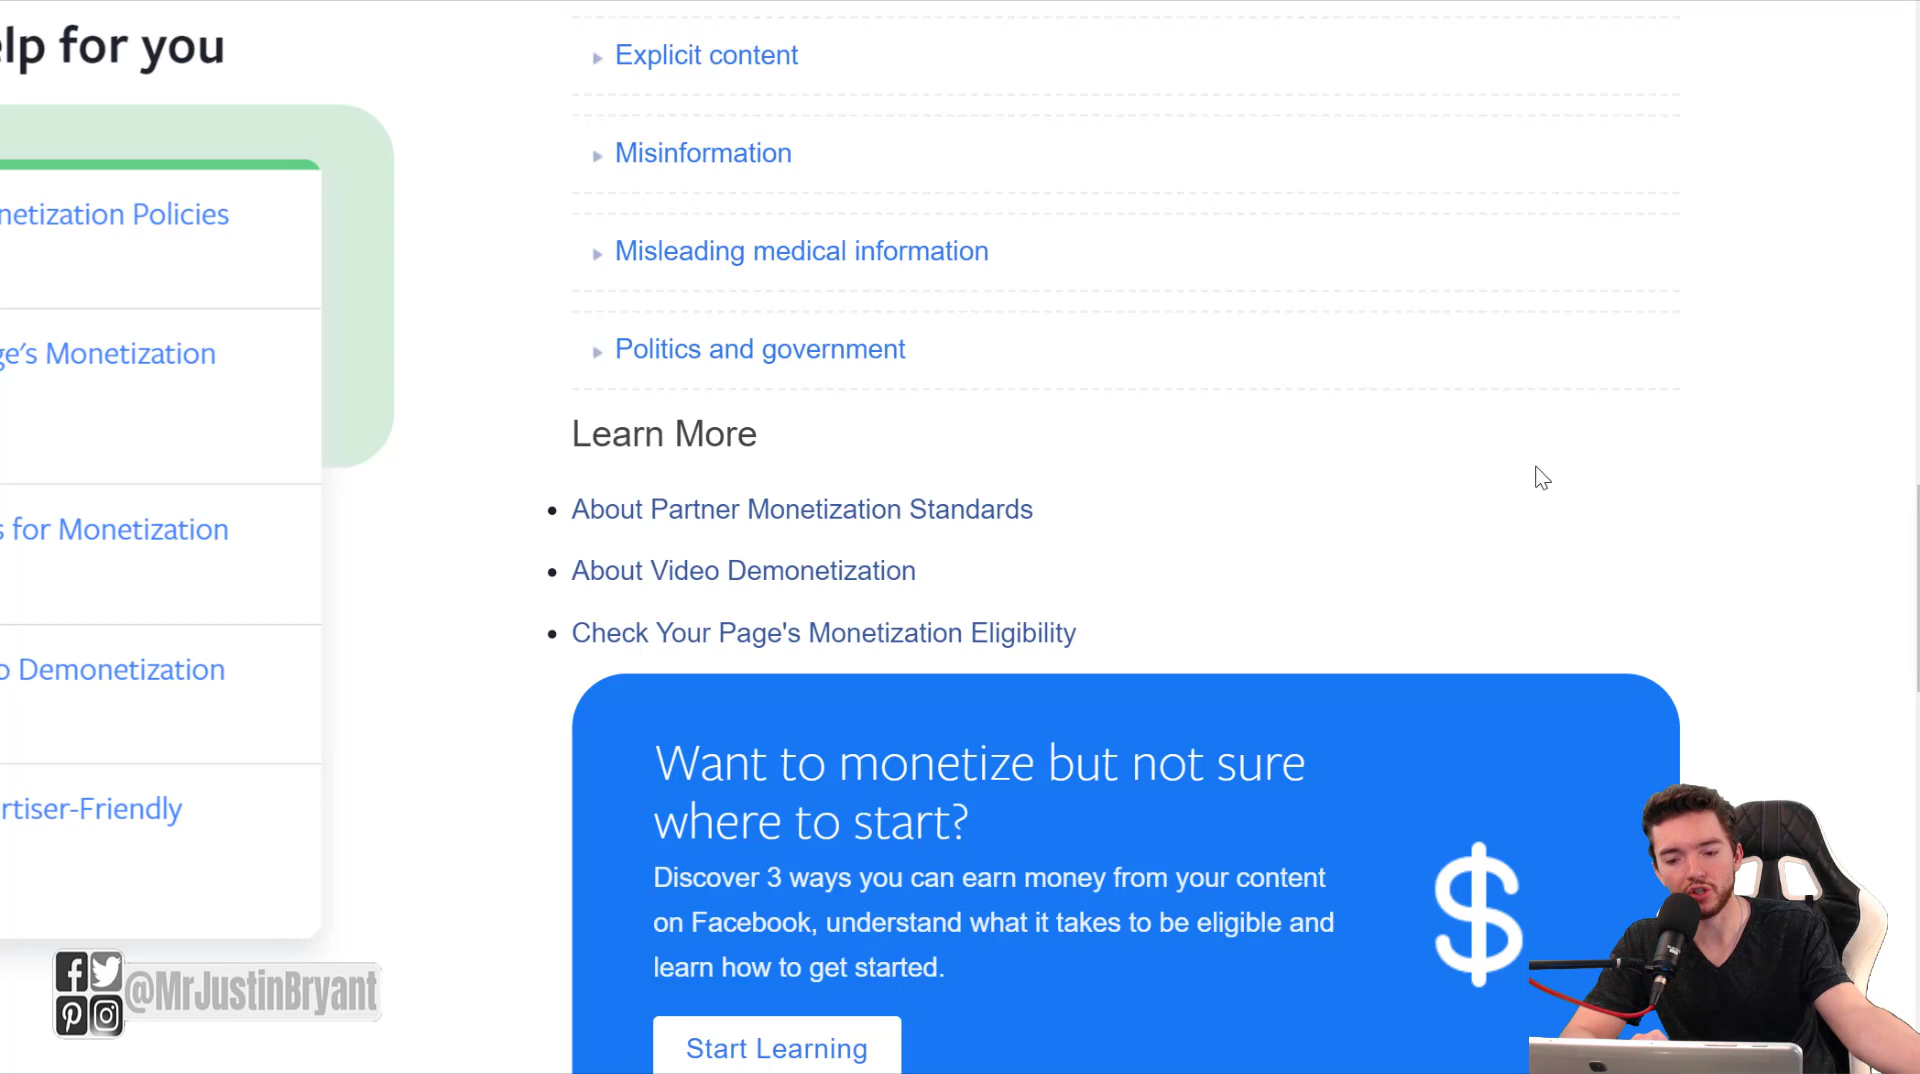 elp for you
netization Policies
ge's Monetization
s for Monetization
o Demonetization
rtiser-Friendly
Explicit content
Misinformation
Misleading medical information
Politics and government
Learn More
About Partner Monetization Standards
About Video Demonetization
Check Your Page's Monetization Eligibility
Want to monetize but not sure
where to start?
Discover 3 ways you can earn money from your content
on Facebook, understand what it takes to be eligible and
learn how to get started.
$
Start Learning
@MrJustinBryant